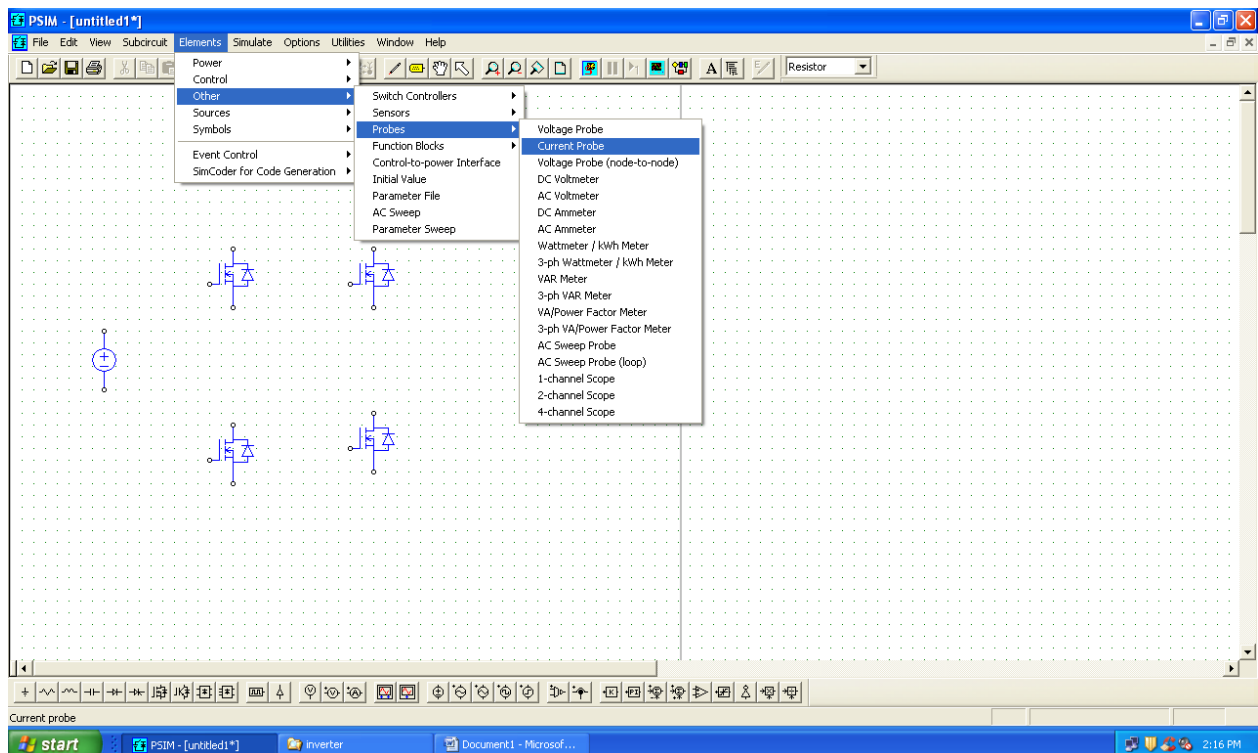 PSIM - [untitled1*]
File Edit View Subcircuit Elements Simulate Options Utilities Window Help
A Resistor
Power
Control
Other
Sources
Symbols
Event Control
SimCoder for Code Generation
Switch Controllers
Sensors
Probes
Function Blocks
Control-to-power Interface
Initial Value
Parameter File
AC Sweep
Parameter Sweep
Voltage Probe
Current Probe
Voltage Probe (node-to-node)
DC Voltmeter
AC Voltmeter
DC Ammeter
AC Ammeter
Wattmeter / kWh Meter
3-ph Wattmeter / kWh Meter
VAR Meter
3-ph VAR Meter
VA/Power Factor Meter
3-ph VA/Power Factor Meter
AC Sweep Probe
AC Sweep Probe (loop)
1-channel Scope
2-channel Scope
4-channel Scope
Current probe
start PSIM - [untitled1*] inverter Document1 - Microsof... 2:16 PM